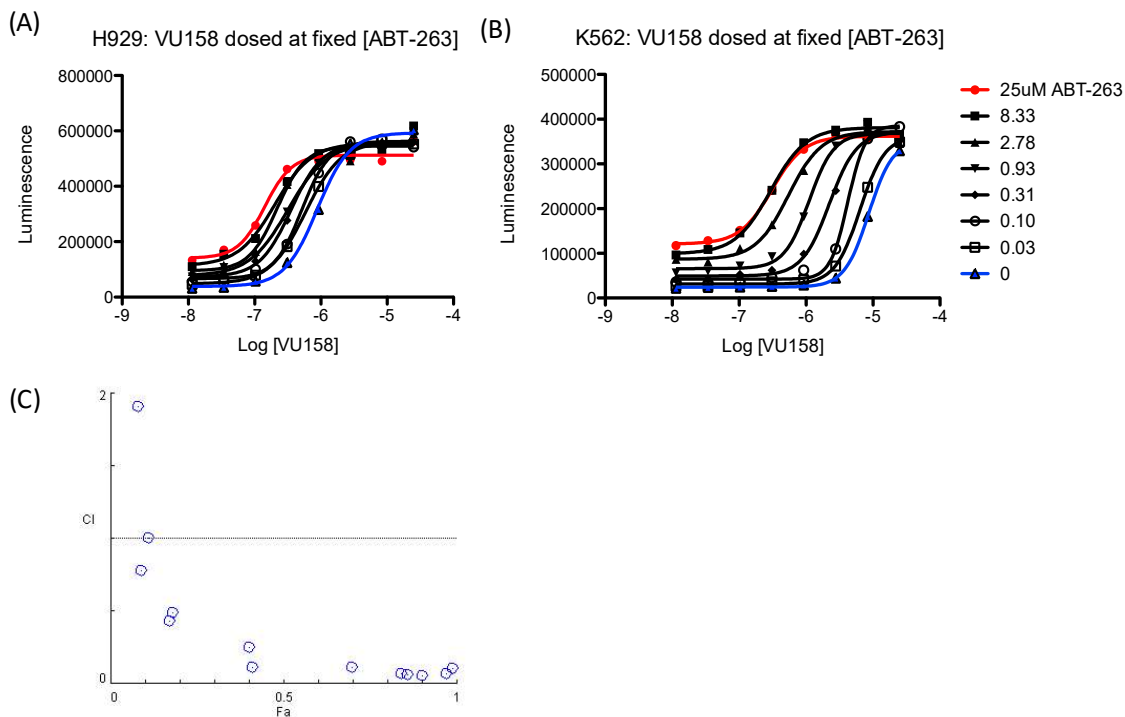 (A)
H929: VU158 dosed at fixed [ABT-263]
800000
600000
400000
200000
0
Luminescence
-9 -8 -7 -6 -5 -4
Log [VU158]
(B)
K562: VU158 dosed at fixed [ABT-263]
500000
400000
300000
200000
100000
0
Luminescence
-9 -8 -7 -6 -5 -4
Log [VU158]
25uM ABT-263
8.33
2.78
0.93
0.31
0.10
0.03
0
(C)
2
CI
0
0 0.5 1
Fa